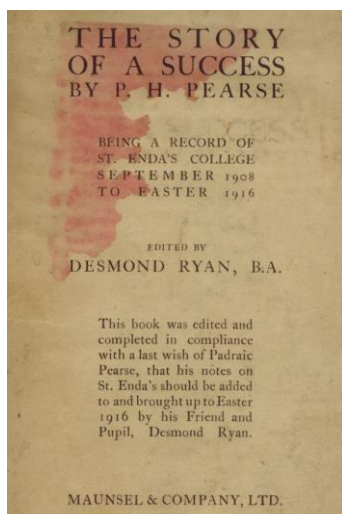 THE STORY
OF A SUCCESS
BY P. H. PEARSE
BEING A RECORD OF
ST. ENDA'S COLLEGE
SEPTEMBER 1908
TO EASTER 1916
EDITED BY
DESMOND RYAN, B.A.
This book was edited and
completed in compliance
with a last wish of Padraic
Pearse, that his notes on
St. Enda's should be added
to and brought up to Easter
1916 by his Friend and
Pupil, Desmond Ryan.
MAUNSEL & COMPANY, LTD.